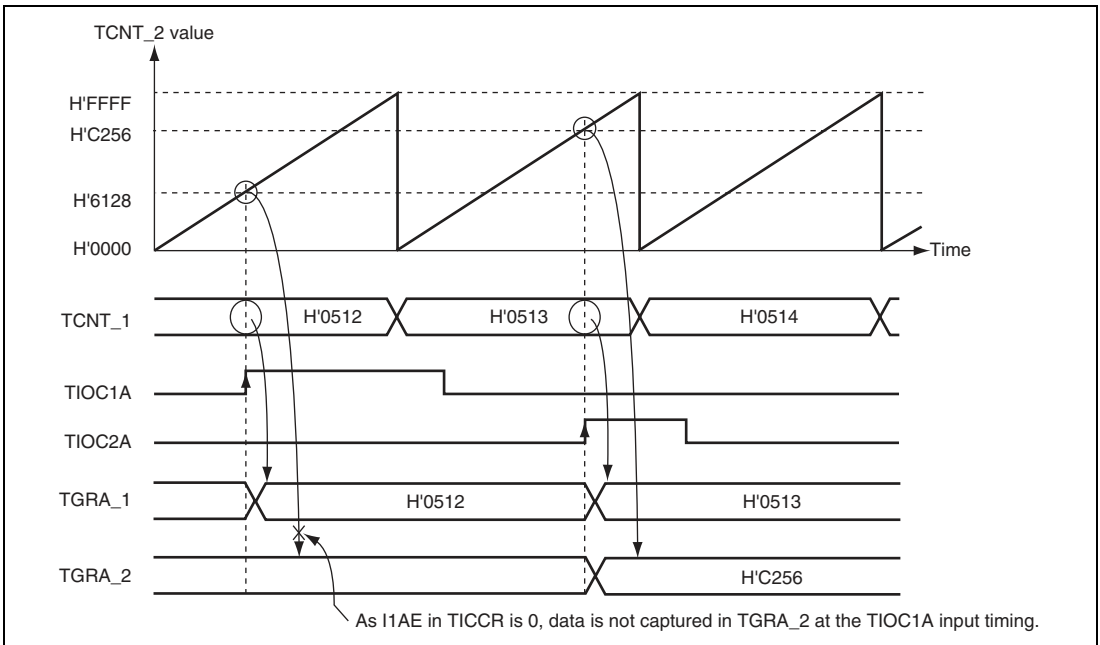 TCNT_2 value
H'FFFF
H'C256
H'6128
H'0000
Time
TCNT_1
H'0512
H'0513
H'0514
TIOC1A
TIOC2A
TGRA_1
H'0512
H'0513
TGRA_2
H'C256
As I1AE in TICCR is 0, data is not captured in TGRA_2 at the TIOC1A input timing.